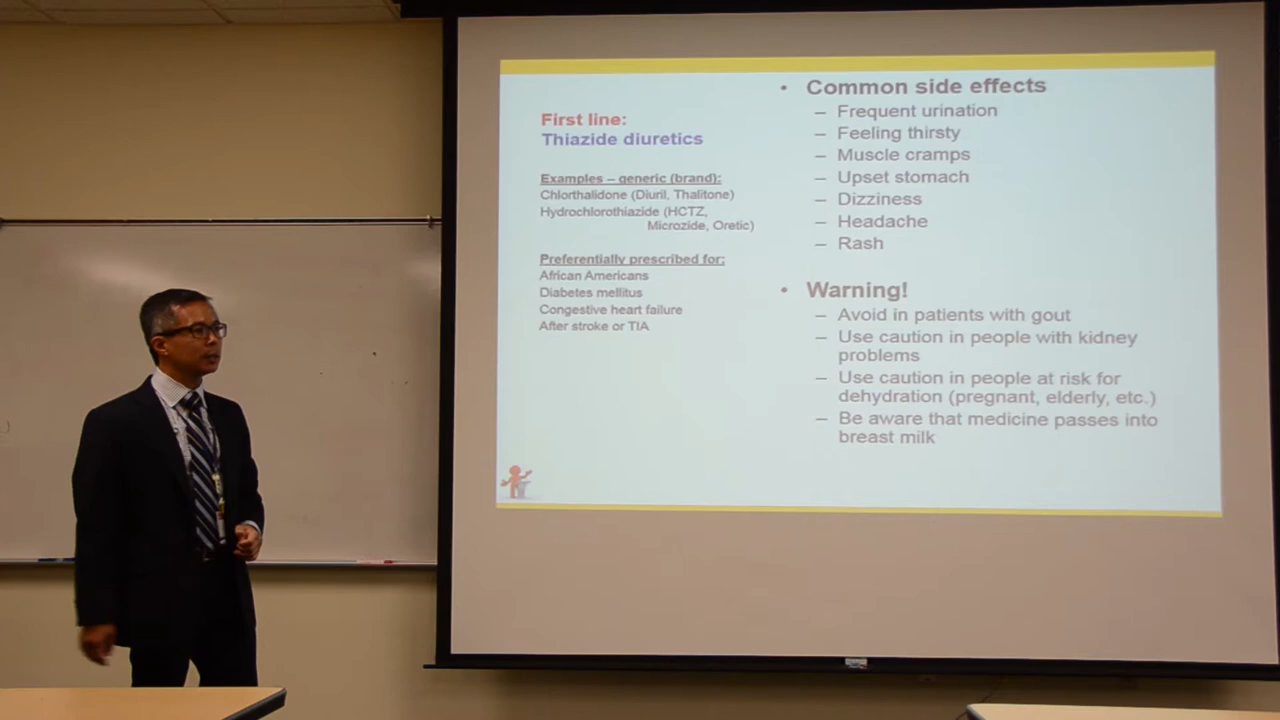 First line:
Thiazide diuretics
Examples – generic (brand):
Chlorthalidone (Diuril, Thalitone)
Hydrochlorothiazide (HCTZ,
Microzide, Oretic)
Preferentially prescribed for:
African Americans
Diabetes mellitus
Congestive heart failure
After stroke or TIA
• Common side effects
– Frequent urination
– Feeling thirsty
– Muscle cramps
– Upset stomach
– Dizziness
– Headache
– Rash
• Warning!
– Avoid in patients with gout
– Use caution in people with kidney
problems
– Use caution in people at risk for
dehydration (pregnant, elderly, etc.)
– Be aware that medicine passes into
breast milk